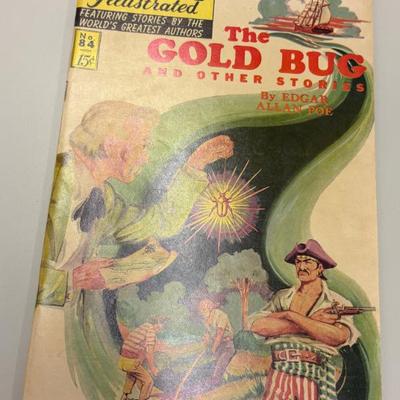 Illustrated
FEATURING STORIES BY THE
WORLD'S GREATEST AUTHORS
No.
84
15¢
The
GOLD BUG
AND OTHER STORIES
By EDGAR
ALLAN POE